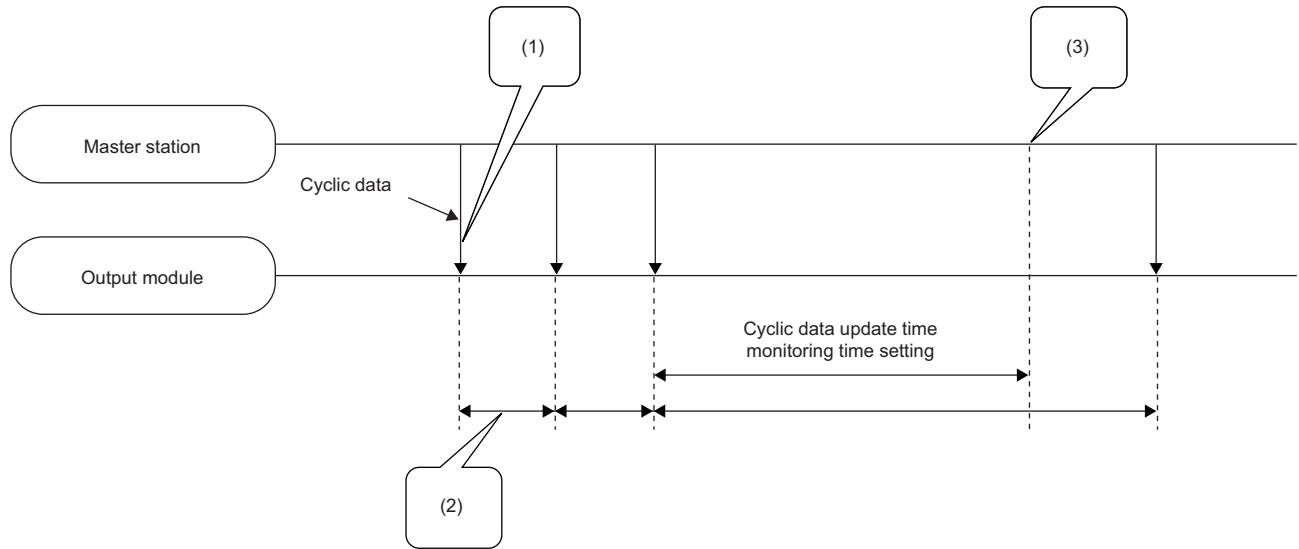 (1)
(3)
Master station
Cyclic data
Output module
Cyclic data update time
monitoring time setting
(2)